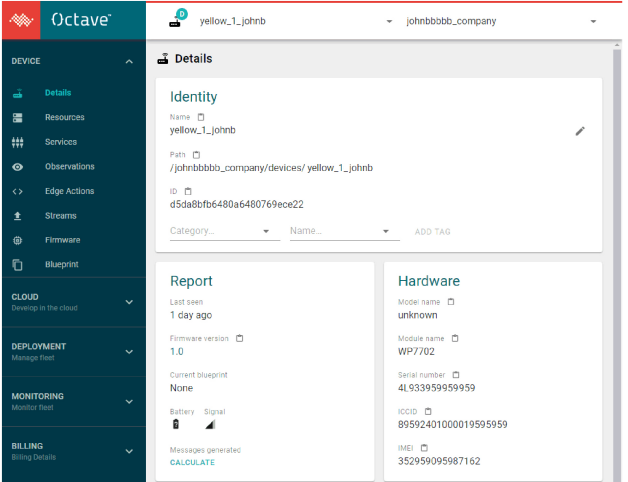 Octave™
D
yellow_1_johnb
johnbbbbb_company
DEVICE
Details
Resources
Services
Observations
Edge Actions
Streams
Firmware
Blueprint
CLOUD
Develop in the cloud
DEPLOYMENT
Manage fleet
MONITORING
Monitor fleet
BILLING
Billing Details
Details
Identity
Name
yellow_1_johnb
Path
/johnbbbbb_company/devices/ yellow_1_johnb
ID
d5da8bfb6480a6480769ece22
Category... Name... ADD TAG
Report
Last seen
1 day ago
Firmware version
1.0
Current blueprint
None
Battery Signal
Messages generated
CALCULATE
Hardware
Model name
unknown
Module name
WP7702
Serial number
4L933959959959
ICCID
89592401000019595959
IMEI
352959095987162